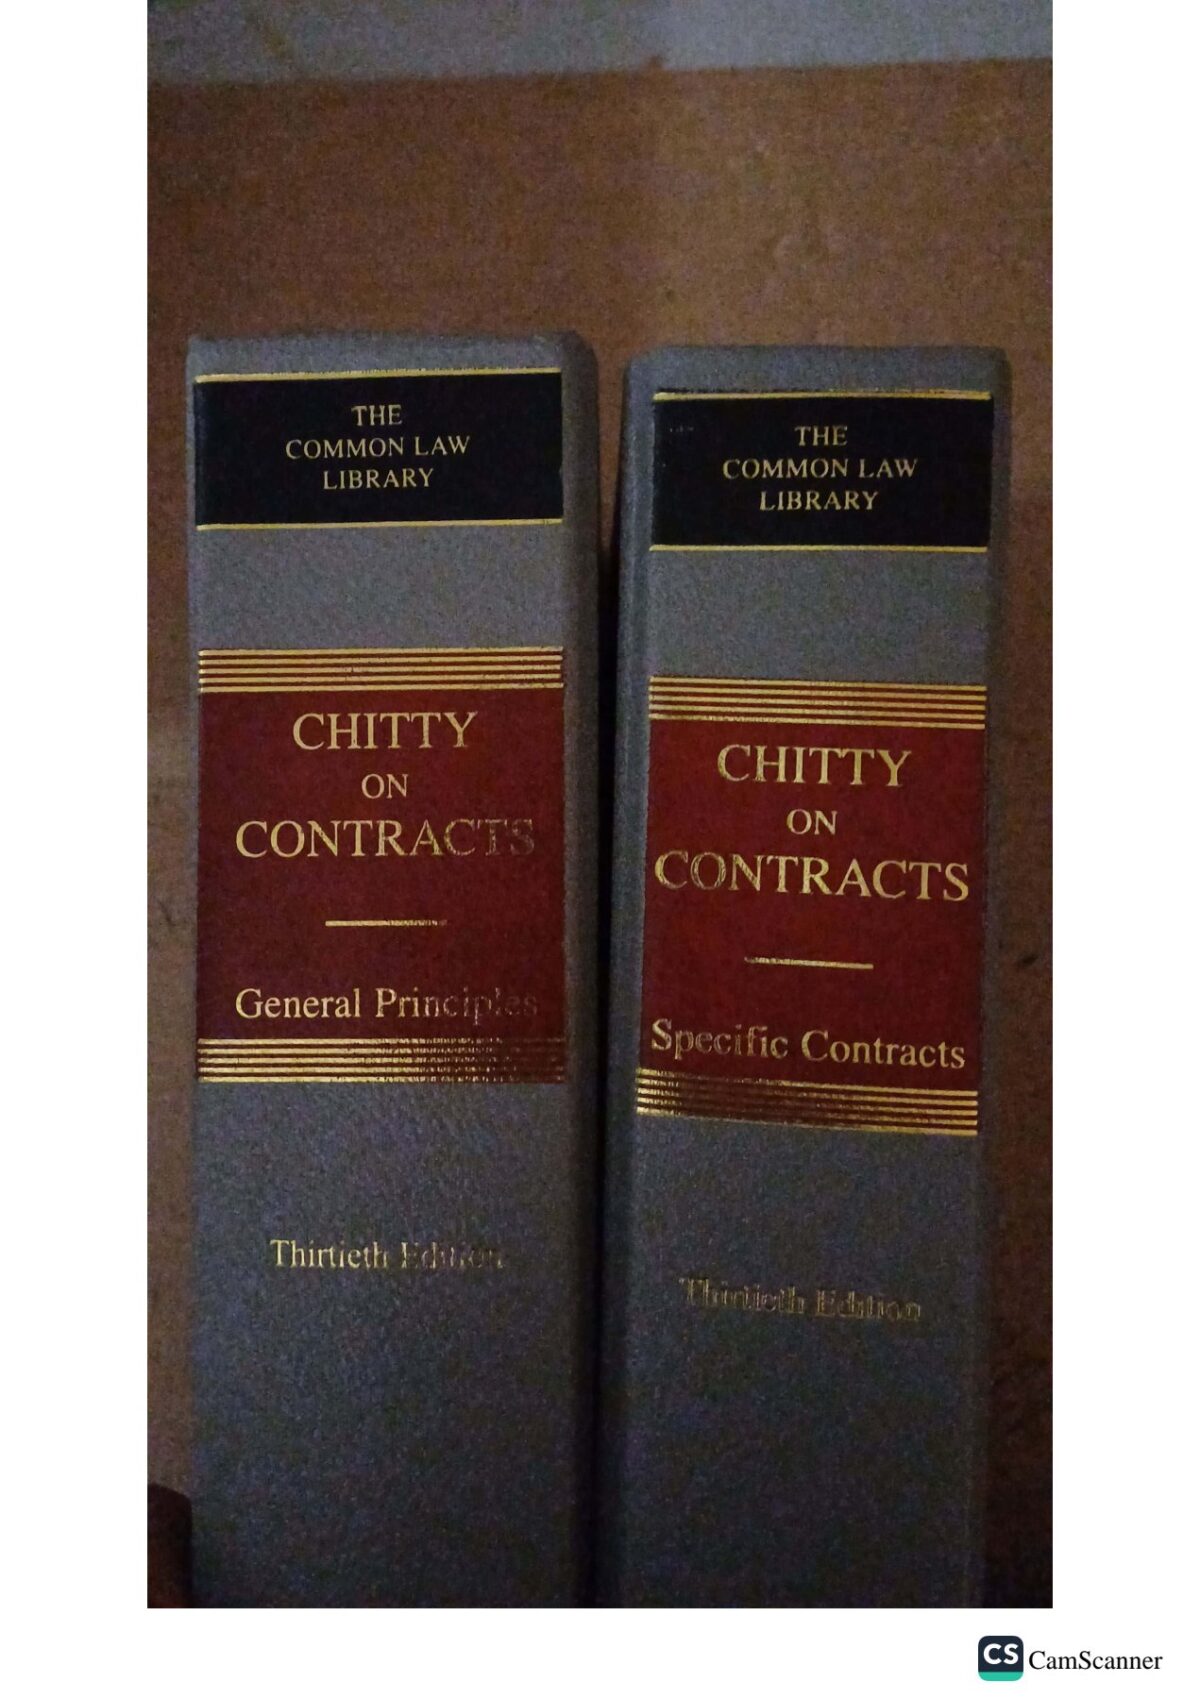 THE
COMMON LAW
LIBRARY
CHITTY
ON
CONTRACTS
General Principles
Thirtieth Edition
THE
COMMON LAW
LIBRARY
CHITTY
ON
CONTRACTS
Specific Contracts
Thirtieth Edition
CS CamScanner